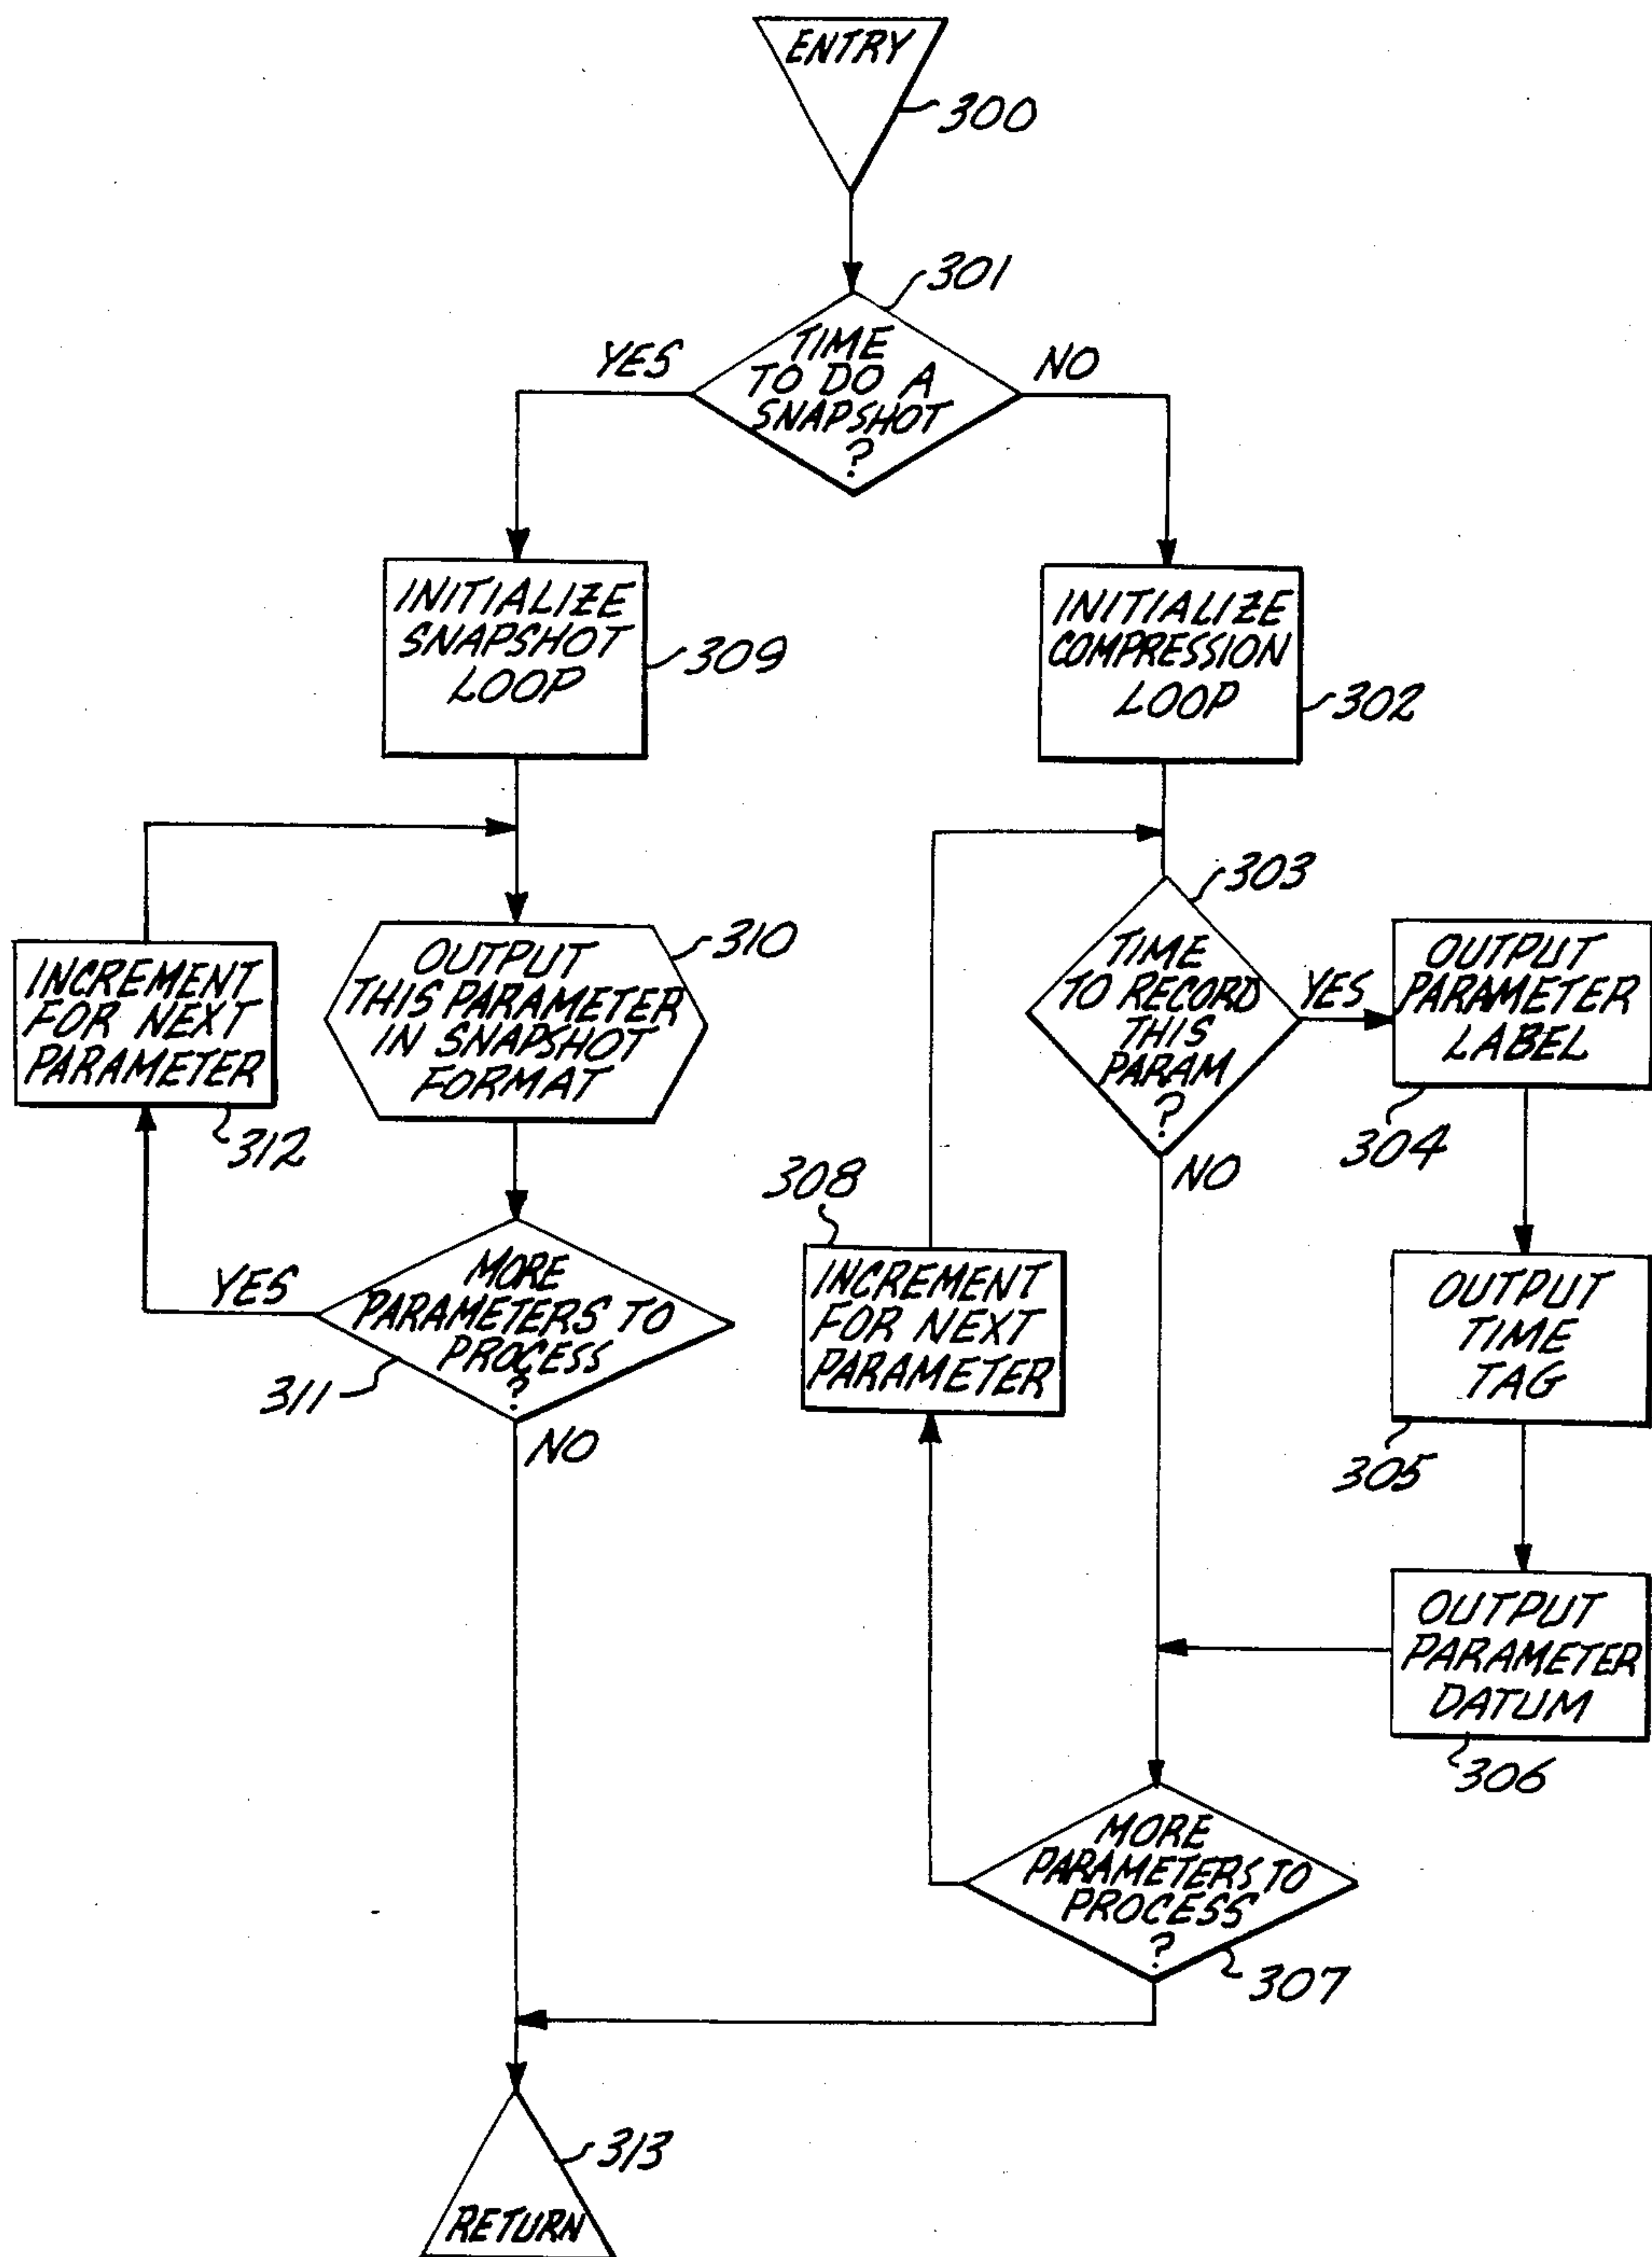 ENTRY
300
301
TIME
TO DO A
SNAPSHOT
?
YES
NO
INITIALIZE
SNAPSHOT
LOOP
309
INITIALIZE
COMPRESSION
LOOP
302
303
INCREMENT
FOR NEXT
PARAMETER
312
OUTPUT
THIS PARAMETER
IN SNAPSHOT
FORMAT
310
TIME
TO RECORD
THIS
PARAM
?
YES
NO
OUTPUT
PARAMETER
LABEL
304
308
INCREMENT
FOR NEXT
PARAMETER
YES
MORE
PARAMETERS TO
PROCESS
?
311
NO
OUTPUT
TIME
TAG
305
OUTPUT
PARAMETER
DATUM
306
MORE
PARAMETERS TO
PROCESS
?
307
313
RETURN